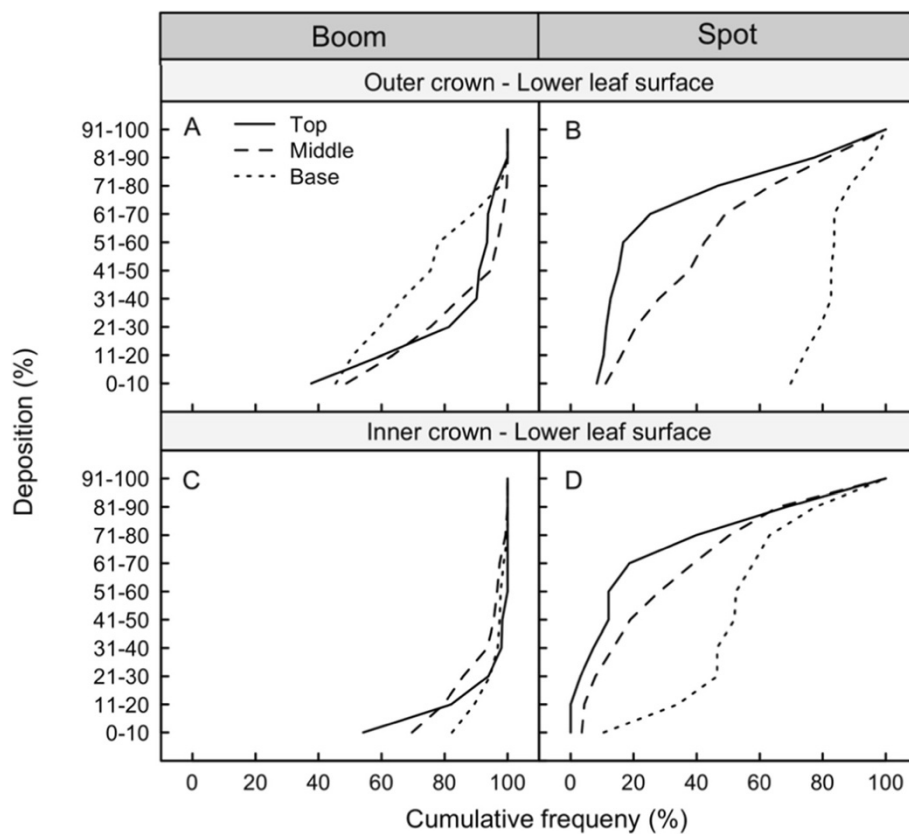 Boom Spot
Outer crown - Lower leaf surface
A B
Top
Middle
Base
91-100
81-90
71-80
61-70
51-60
41-50
31-40
21-30
11-20
0-10
Inner crown - Lower leaf surface
C D
91-100
81-90
71-80
61-70
51-60
41-50
31-40
21-30
11-20
0-10
Deposition (%)
0 20 40 60 80 100 0 20 40 60 80 100
Cumulative frequeny (%)